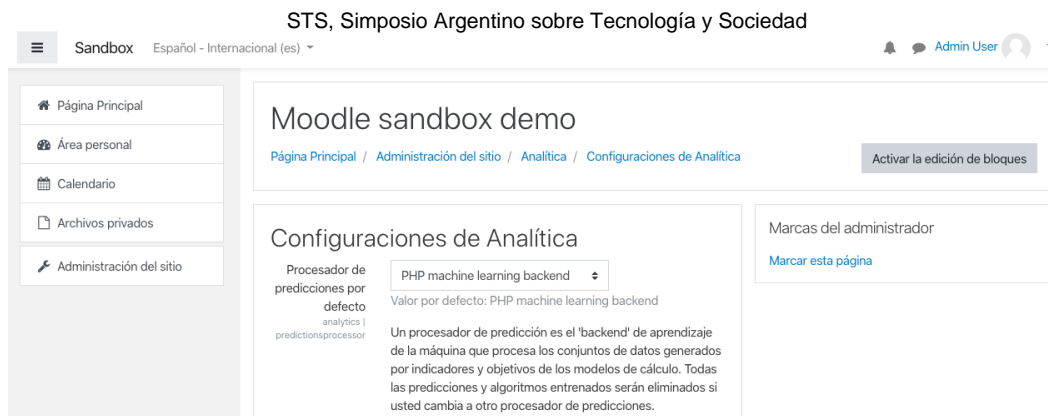 STS, Simposio Argentino sobre Tecnología y Sociedad
Sandbox Español - Internacional (es)
Admin User
Página Principal
Área personal
Calendario
Archivos privados
Administración del sitio
Moodle sandbox demo
Página Principal / Administración del sitio / Analítica / Configuraciones de Analítica
Activar la edición de bloques
Configuraciones de Analítica
Procesador de
predicciones por
defecto
analytics |
predictionsprocessor
PHP machine learning backend
Valor por defecto: PHP machine learning backend
Un procesador de predicción es el 'backend' de aprendizaje
de la máquina que procesa los conjuntos de datos generados
por indicadores y objetivos de los modelos de cálculo. Todas
las predicciones y algoritmos entrenados serán eliminados si
usted cambia a otro procesador de predicciones.
Marcas del administrador
Marcar esta página